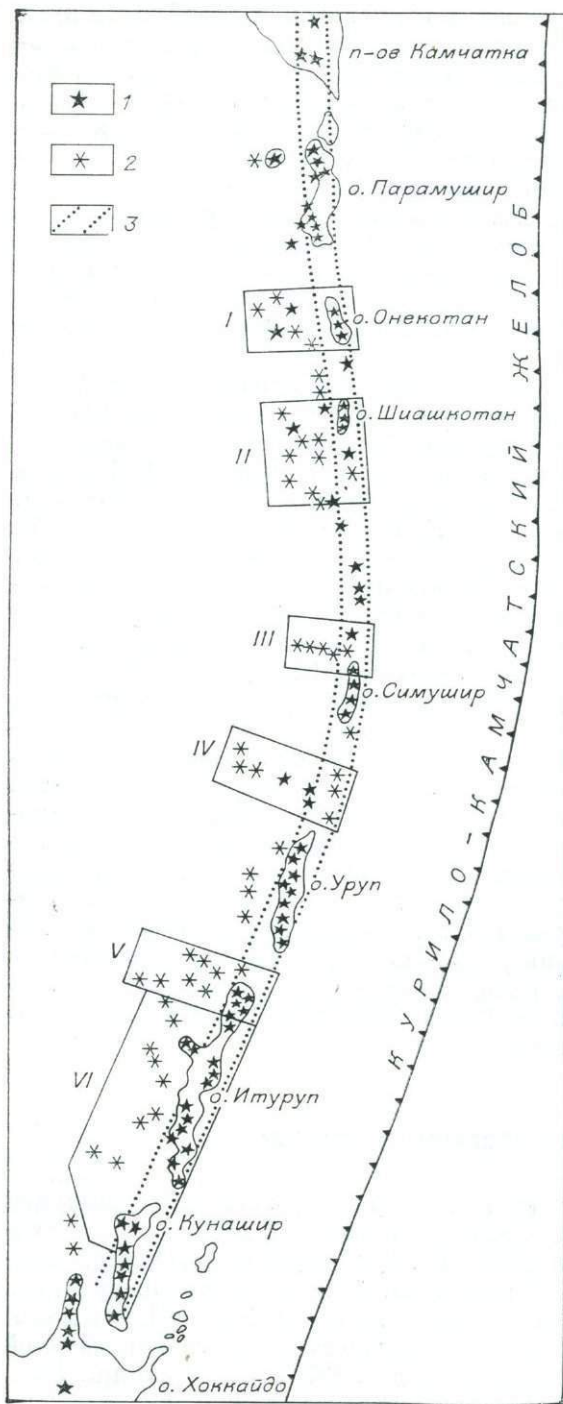 п-ов Камчатка
1
2
3
о. Парамушир
I
о. Онекотан
II
о. Шиашкотан
III
о. Симушир
IV
о. Уруп
V
VI
о. Итуруп
о. Кунашир
о. Хоккайдо
КУРИЛО-КАМЧАТСКИЙ ЖЕЛОБ